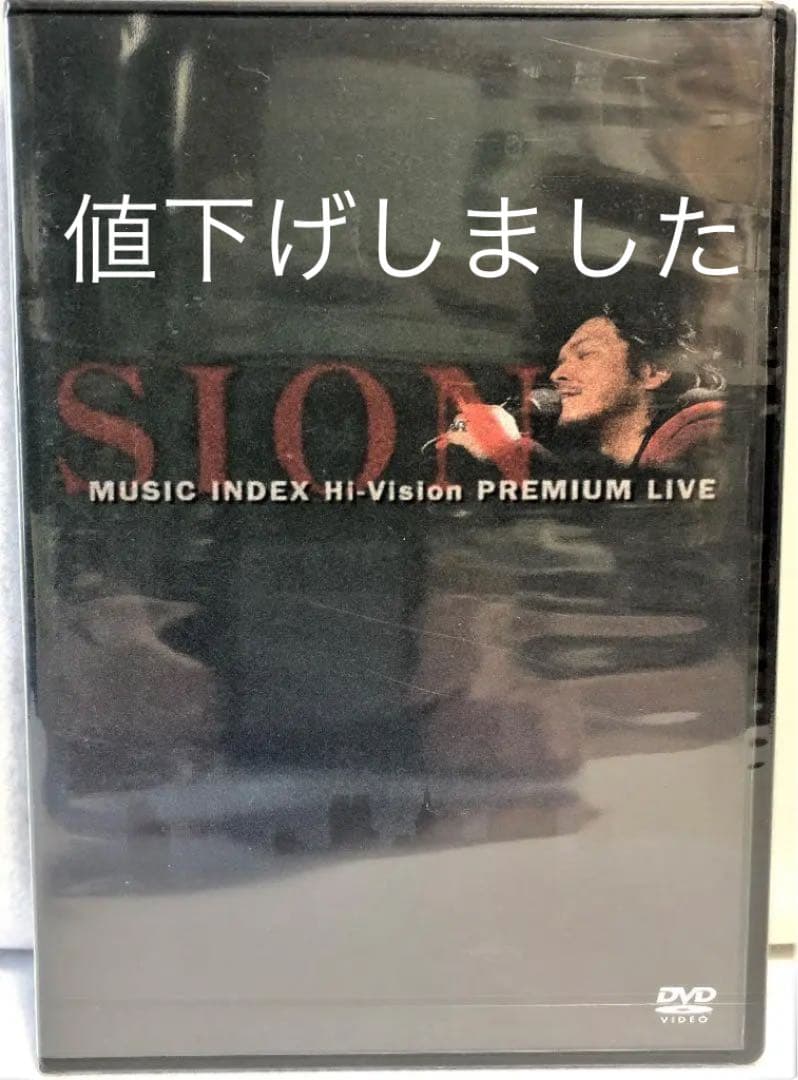 値下げしました
SION
MUSIC INDEX Hi-Vision PREMIUM LIVE
DVD
VIDEO